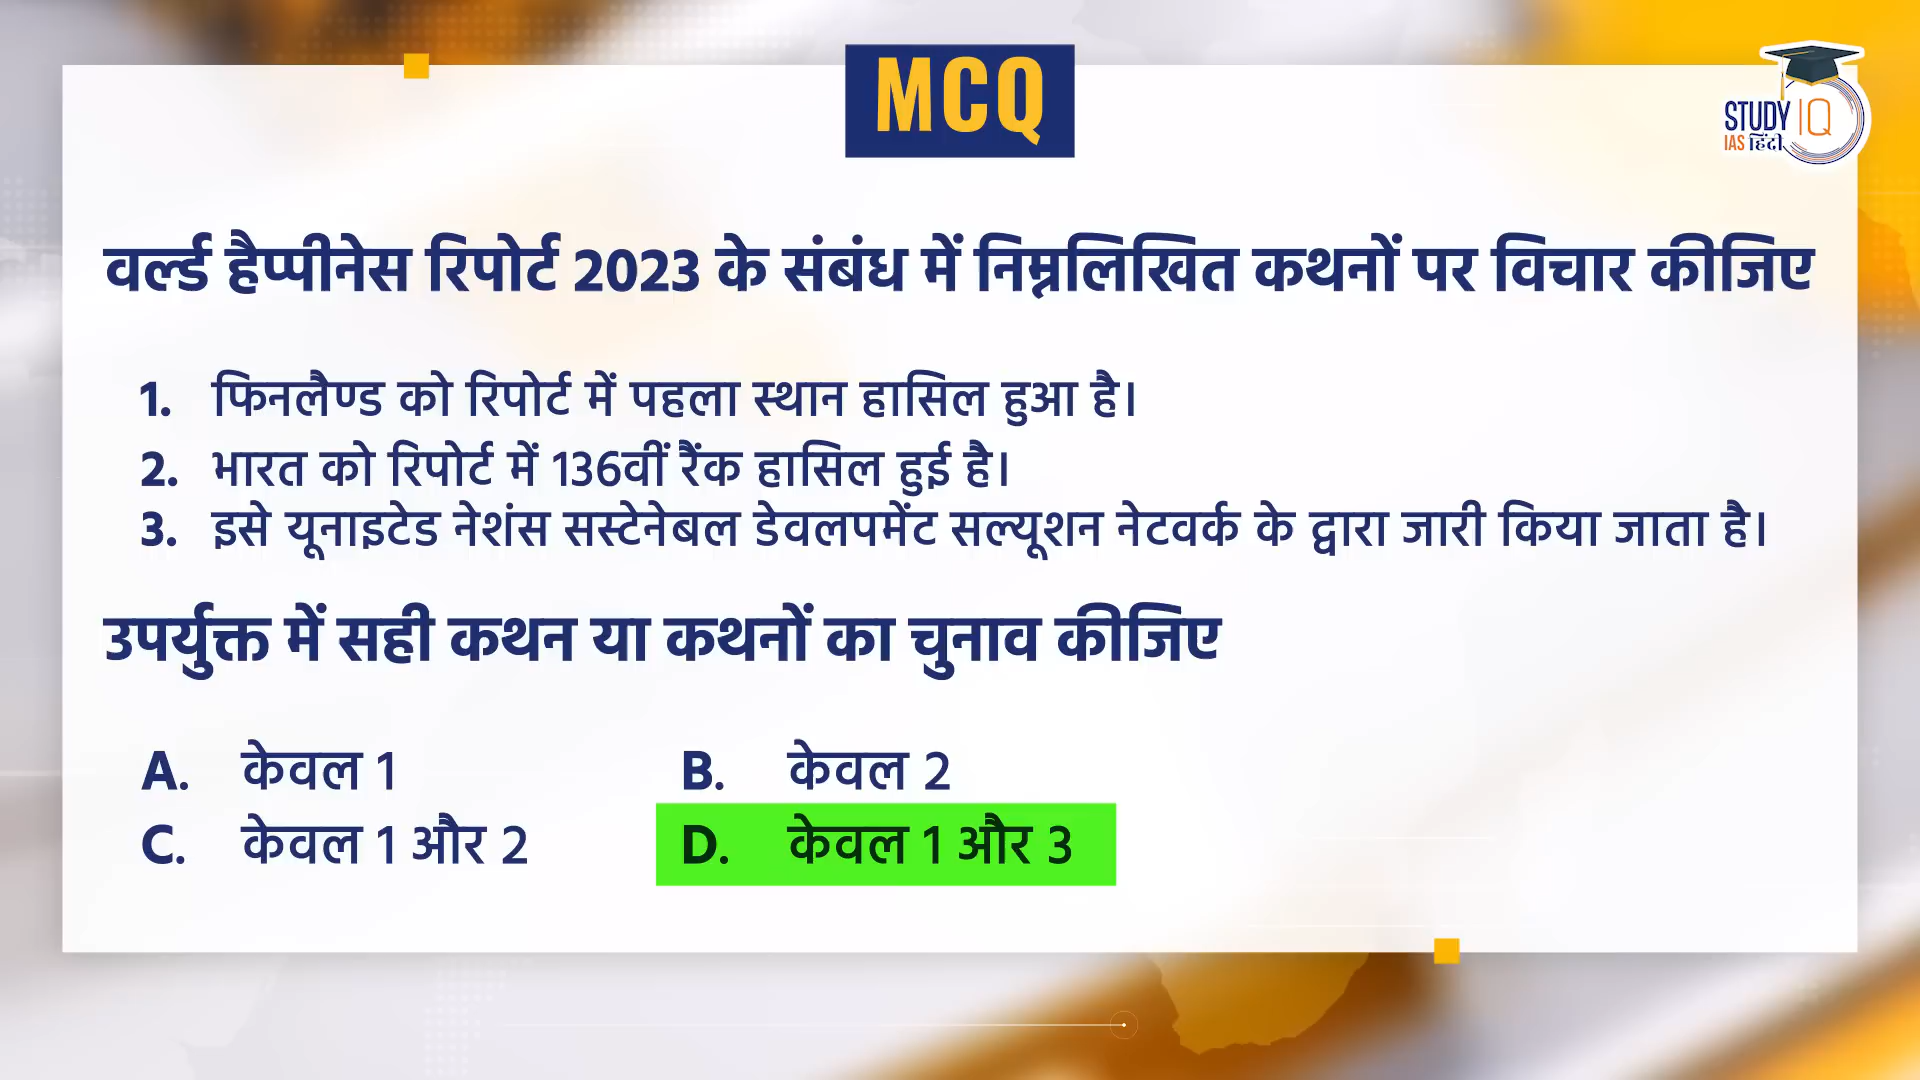 MCQ
STUDY IQ
IAS हिंदी
वर्ल्ड हैप्पीनेस रिपोर्ट 2023 के संबंध में निम्नलिखित कथनों पर विचार कीजिए
1. फिनलैण्ड को रिपोर्ट में पहला स्थान हासिल हुआ है।
2. भारत को रिपोर्ट में 136वीं रैंक हासिल हुई है।
3. इसे यूनाइटेड नेशंस सस्टेनेबल डेवलपमेंट सल्यूशन नेटवर्क के द्वारा जारी किया जाता है।
उपर्युक्त में सही कथन या कथनों का चुनाव कीजिए
A. केवल 1 B. केवल 2
C. केवल 1 और 2 D. केवल 1 और 3